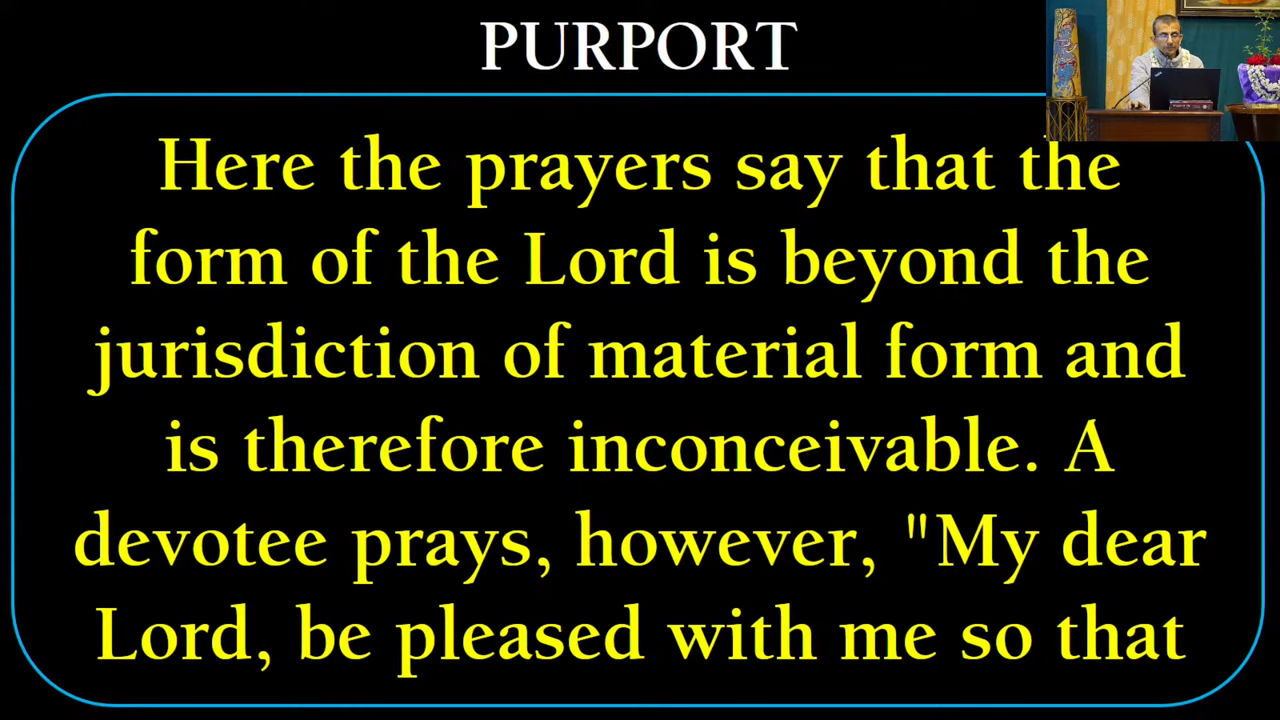 PURPORT
Here the prayers say that the
form of the Lord is beyond the
jurisdiction of material form and
is therefore inconceivable. A
devotee prays, however, "My dear
Lord, be pleased with me so that